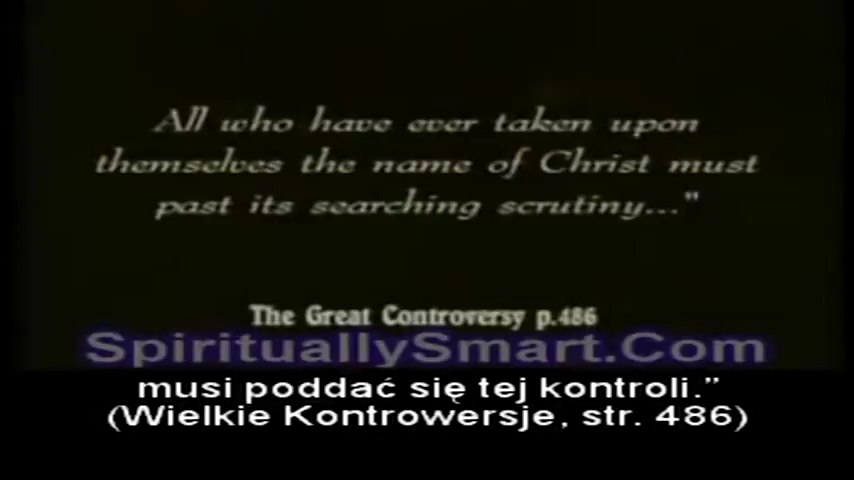 All who have ever taken upon
themselves the name of Christ must
past its searching scrutiny..."
The Great Controversy p.486
SpirituallySmart.Com
musi poddać się tej kontroli.”
(Wielkie Kontrowersje, str. 486)